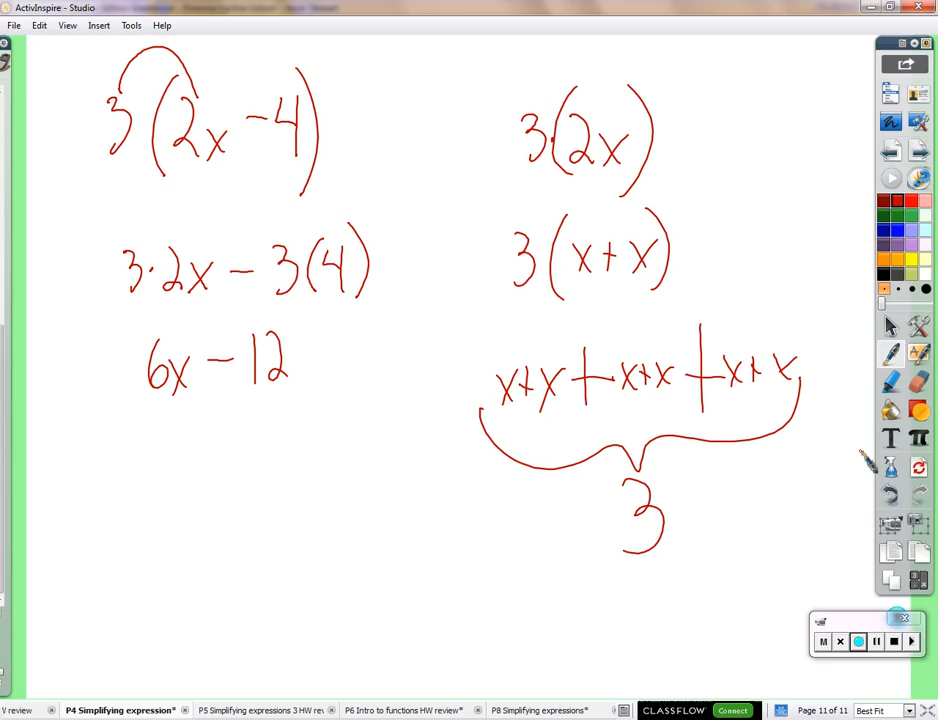 ActivInspire - Studio
File Edit View Insert Tools Help
3(2x - 4)
3·2x - 3(4)
6x - 12
3·(2x)
3(x + x)
x+x + x+x + x+x
3
M
W review
P4 Simplifying expression*
P5 Simplifying expressions 3 HW rev
P6 Intro to functions HW review*
P8 Simplifying expressions*
CLASSFLOW Connect
Page 11 of 11
Best Fit